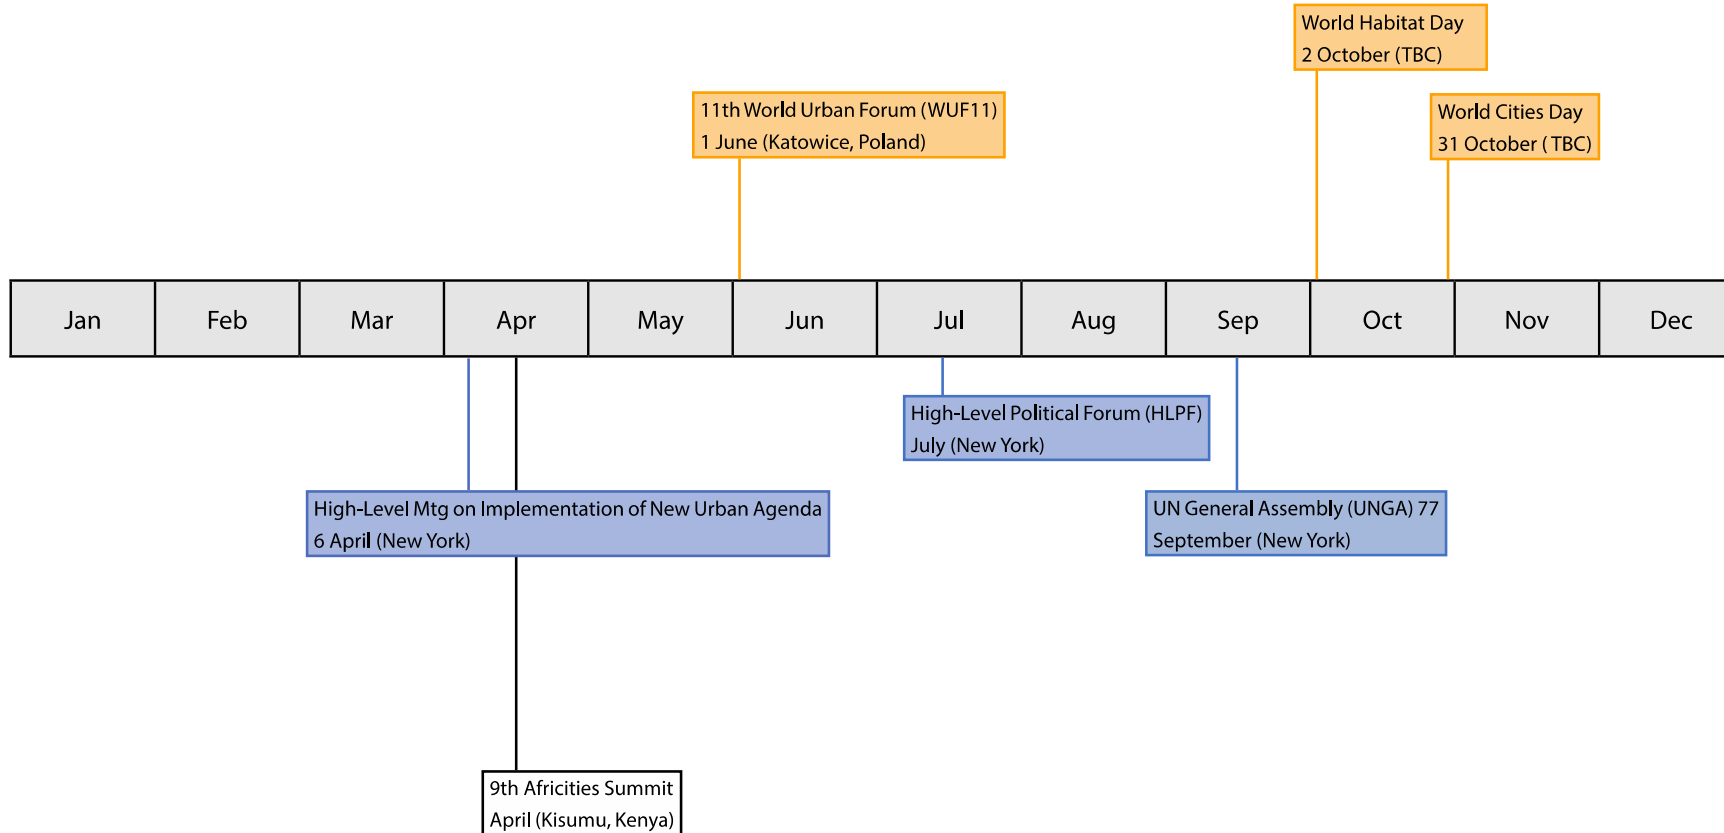 World Habitat Day
2 October (TBC)
11th World Urban Forum (WUF11)
1 June (Katowice, Poland)
World Cities Day
31 October (TBC)
Jan Feb Mar Apr May Jun Jul Aug Sep Oct Nov Dec
High-Level Political Forum (HLPF)
July (New York)
High-Level Mtg on Implementation of New Urban Agenda
6 April (New York)
UN General Assembly (UNGA) 77
September (New York)
9th Africities Summit
April (Kisumu, Kenya)